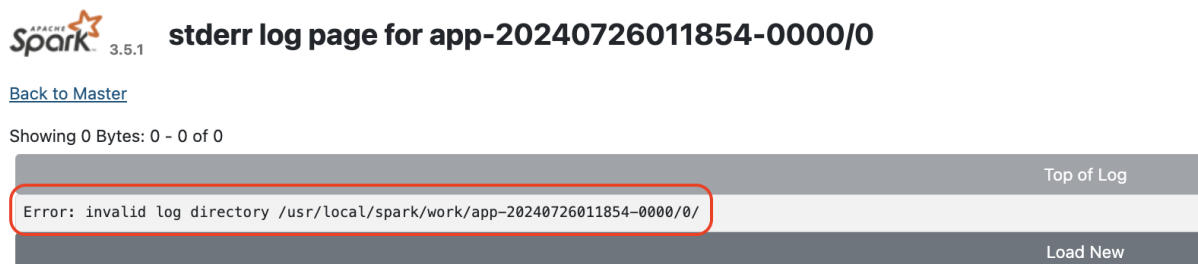 APACHE
Spark 3.5.1 stderr log page for app-20240726011854-0000/0
Back to Master
Showing 0 Bytes: 0 - 0 of 0
Top of Log
Error: invalid log directory /usr/local/spark/work/app-20240726011854-0000/0/
Load New